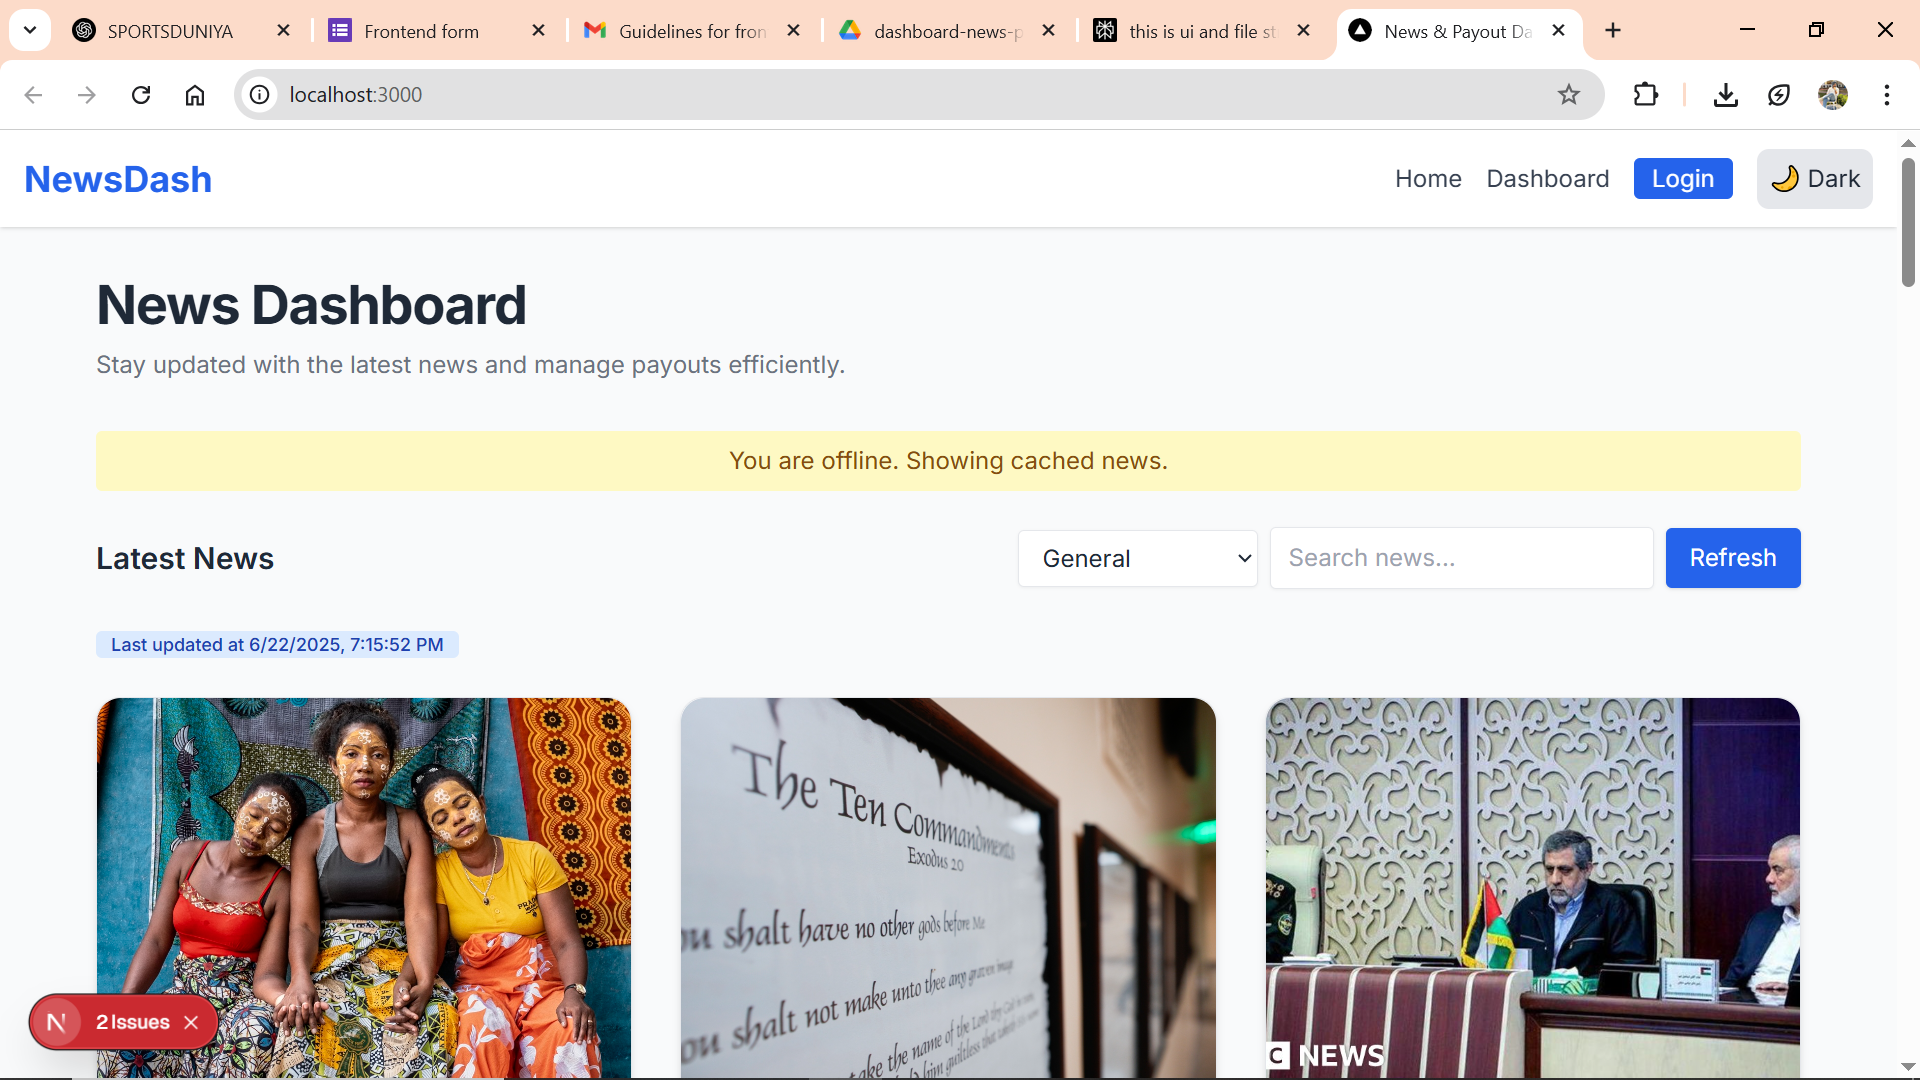 SPORTSDUNIYA
Frontend form
Guidelines for fron
dashboard-news-p
this is ui and file st
News & Payout Da
localhost:3000
NewsDash
Home
Dashboard
Login
🌙 Dark
News Dashboard
Stay updated with the latest news and manage payouts efficiently.
You are offline. Showing cached news.
Latest News
General
Search news...
Refresh
Last updated at 6/22/2025, 7:15:52 PM
The Ten Commandments
Exodus 20
ou shalt have no other gods before Me
ou shalt not make unto thee any graven image
ake the name of the Lord thy God
C NEWS
N 2 Issues